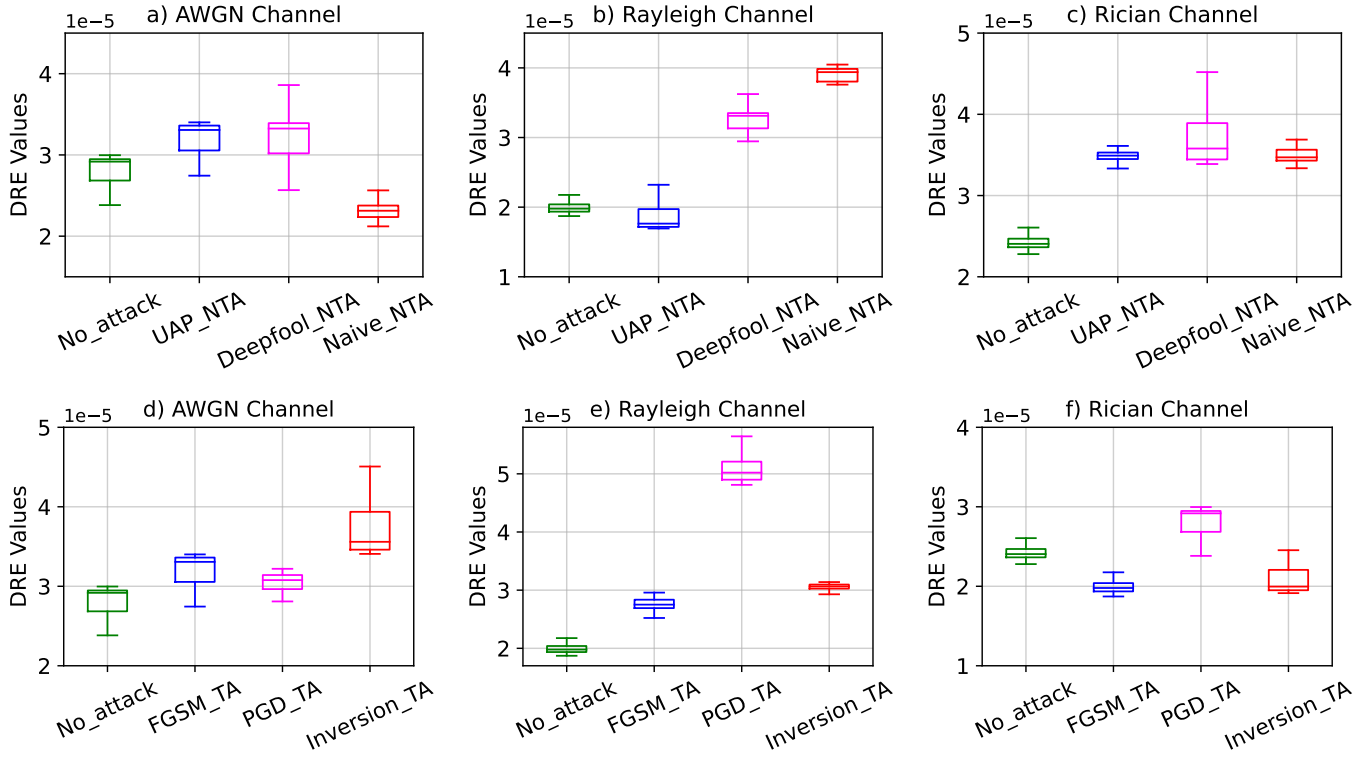 a) AWGN Channel
1e−5
DRE Values
4
3
2
No_attack
UAP_NTA
Deepfool_NTA
Naive_NTA
b) Rayleigh Channel
1e−5
DRE Values
4
3
2
1
No_attack
UAP_NTA
Deepfool_NTA
Naive_NTA
c) Rician Channel
1e−5
DRE Values
5
4
3
2
No_attack
UAP_NTA
Deepfool_NTA
Naive_NTA
d) AWGN Channel
1e−5
DRE Values
5
4
3
2
No_attack
FGSM_TA
PGD_TA
Inversion_TA
e) Rayleigh Channel
1e−5
DRE Values
5
4
3
2
No_attack
FGSM_TA
PGD_TA
Inversion_TA
f) Rician Channel
1e−5
DRE Values
4
3
2
1
No_attack
FGSM_TA
PGD_TA
Inversion_TA